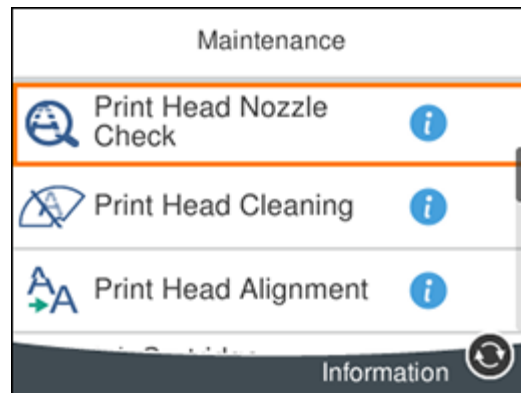 Maintenance
Print Head Nozzle
Check
Print Head Cleaning
Print Head Alignment
Information